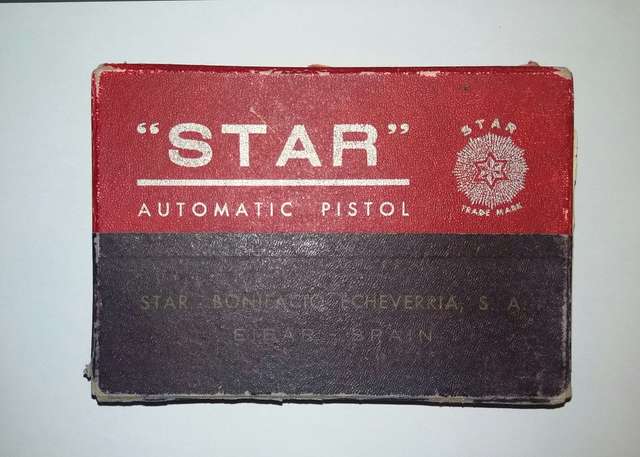 "STAR"
AUTOMATIC PISTOL
STAR
TRADE MARK
STAR - BONIFACIO ECHEVERRIA, S. A.
EIBAR - SPAIN